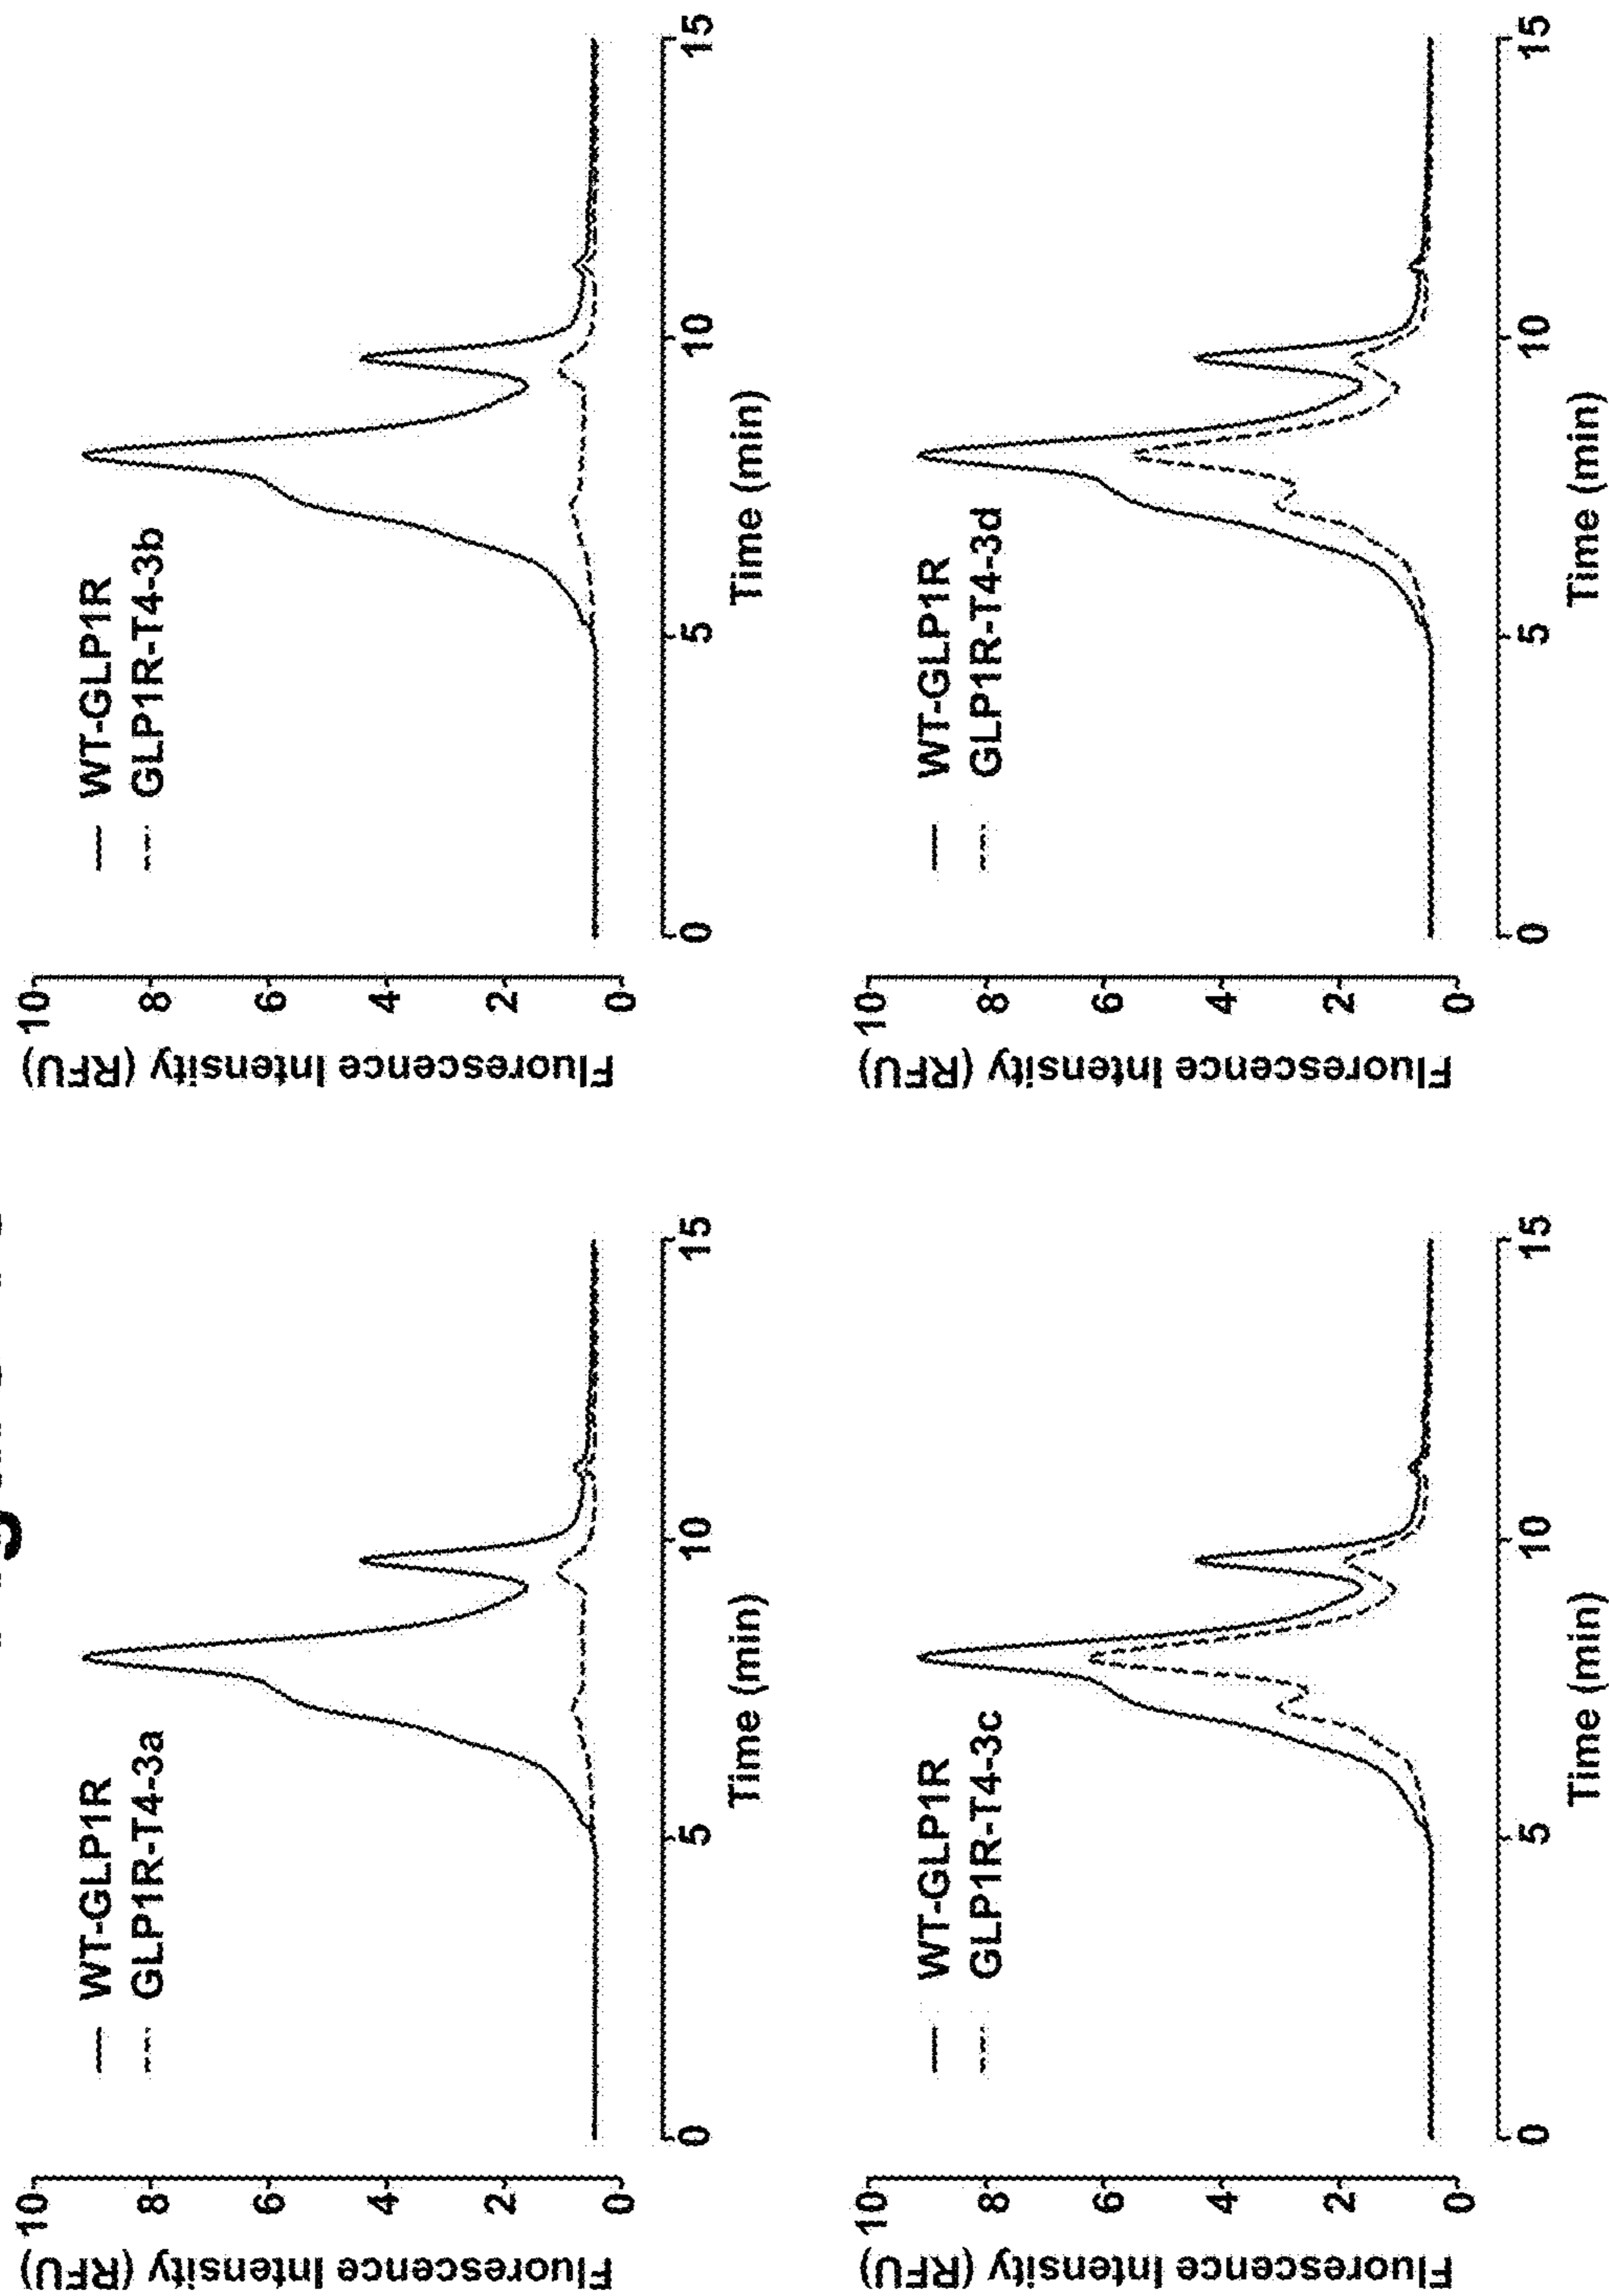 WT-GLP1R
GLP1R-T4-3a
Fluorescence Intensity (RFU)
10
8
6
4
2
0
0
5
10
15
Time (min)
WT-GLP1R
GLP1R-T4-3b
Fluorescence Intensity (RFU)
10
8
6
4
2
0
0
5
10
15
Time (min)
WT-GLP1R
GLP1R-T4-3c
Fluorescence Intensity (RFU)
10
8
6
4
2
0
0
5
10
15
Time (min)
WT-GLP1R
GLP1R-T4-3d
Fluorescence Intensity (RFU)
10
8
6
4
2
0
0
5
10
15
Time (min)